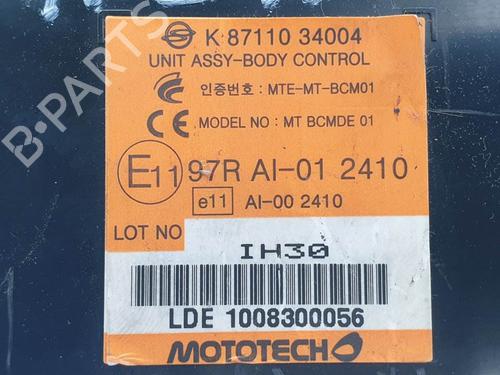 K 87110 34004
UNIT ASSY-BODY CONTROL
인증번호 : MTE-MT-BCM01
CE MODEL NO : MT BCMDE 01
E11 97R AI-01 2410
e11 AI-00 2410
LOT NO
IH30
LDE 1008300056
MOTOTECH
B-PARTS